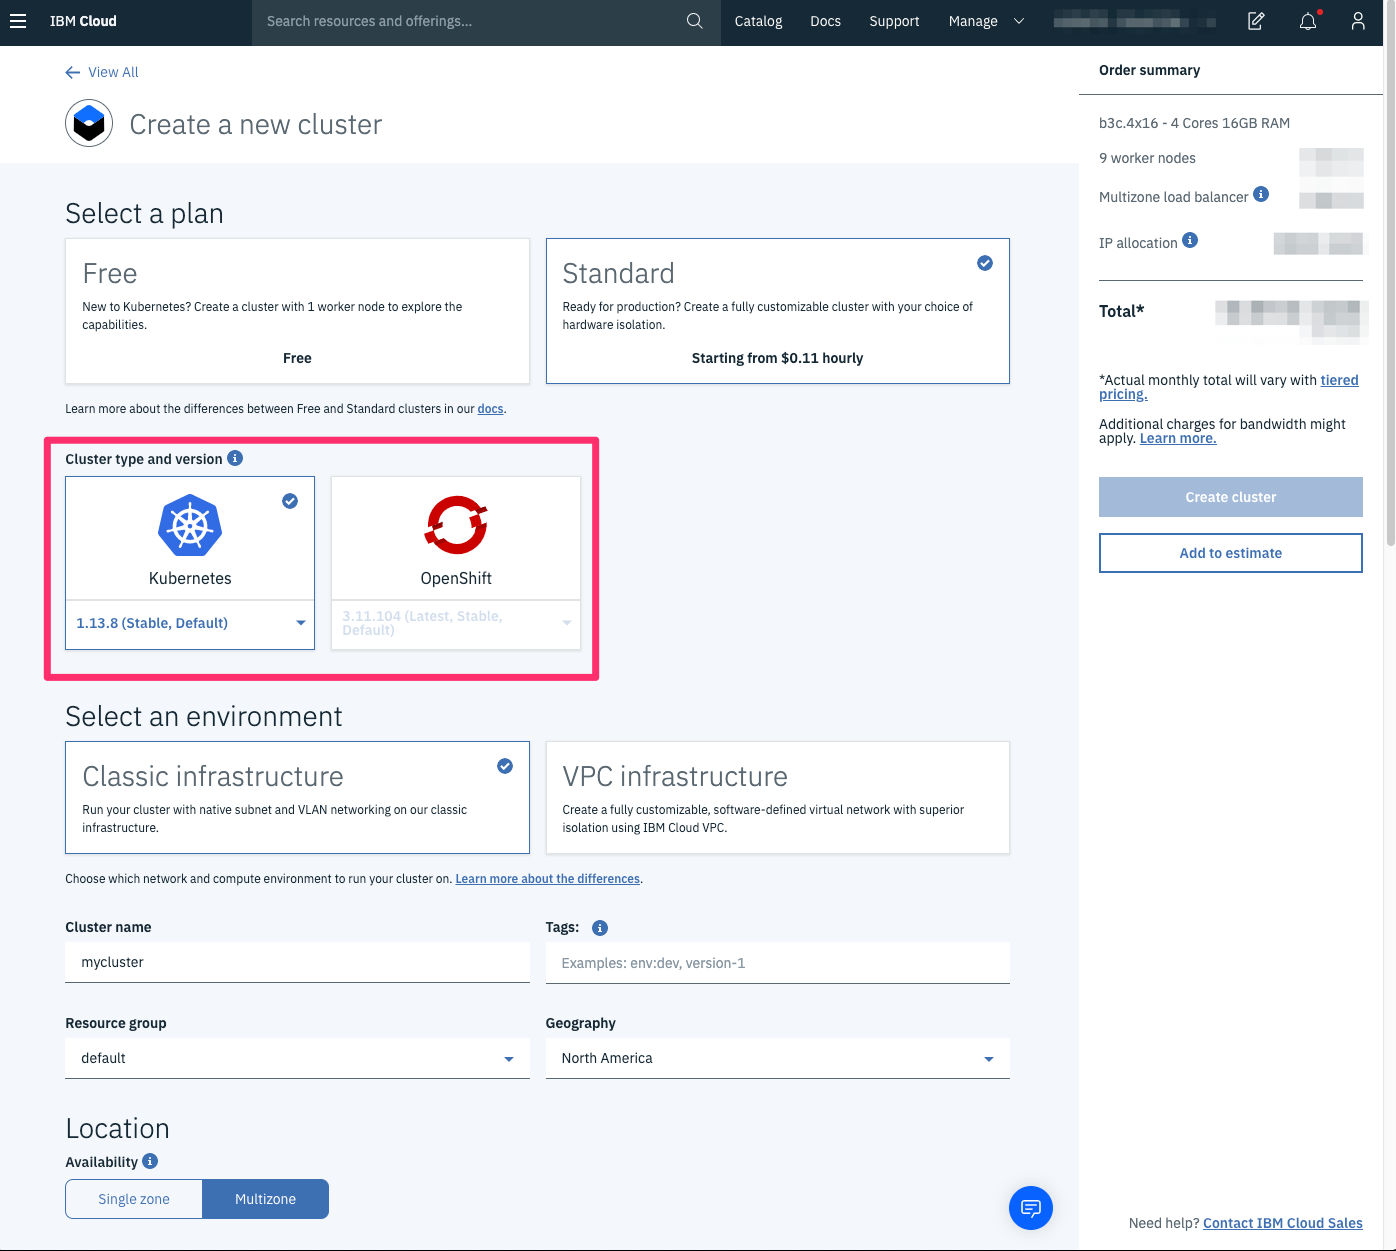 IBM Cloud
Search resources and offerings...
Catalog
Docs
Support
Manage
View All
Create a new cluster
Select a plan
Free
New to Kubernetes? Create a cluster with 1 worker node to explore the
capabilities.
Free
Standard
Ready for production? Create a fully customizable cluster with your choice of
hardware isolation.
Starting from $0.11 hourly
Learn more about the differences between Free and Standard clusters in our docs.
Cluster type and version
Kubernetes
1.13.8 (Stable, Default)
OpenShift
3.11.104 (Latest, Stable,
Default)
Select an environment
Classic infrastructure
Run your cluster with native subnet and VLAN networking on our classic
infrastructure.
VPC infrastructure
Create a fully customizable, software-defined virtual network with superior
isolation using IBM Cloud VPC.
Choose which network and compute environment to run your cluster on. Learn more about the differences.
Cluster name
mycluster
Tags:
Examples: env:dev, version-1
Resource group
default
Geography
North America
Location
Availability
Single zone
Multizone
Order summary
b3c.4x16 - 4 Cores 16GB RAM
9 worker nodes
Multizone load balancer
IP allocation
Total*
*Actual monthly total will vary with tiered
pricing.
Additional charges for bandwidth might
apply. Learn more.
Create cluster
Add to estimate
Need help? Contact IBM Cloud Sales